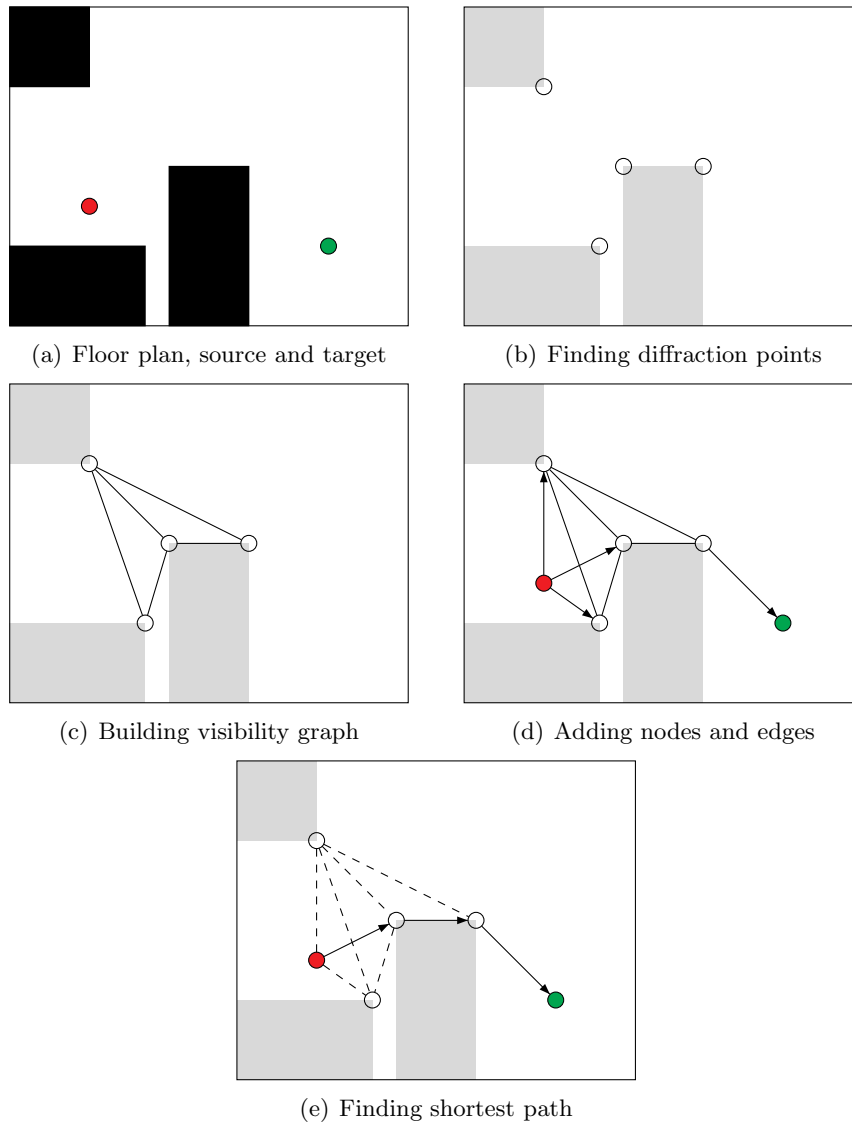 (a) Floor plan, source and target
(b) Finding diffraction points
(c) Building visibility graph
(d) Adding nodes and edges
(e) Finding shortest path